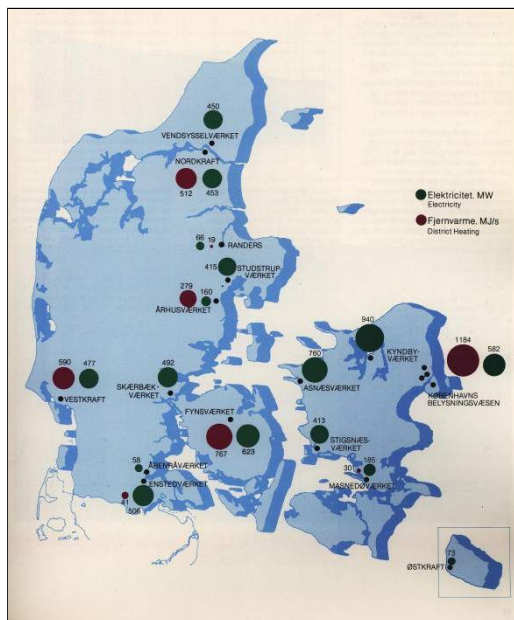 450
VENDSYSSELVÆRKET
NORDKRAFT
512
453
Elektricitet. MW
Electricity
Fjernvarme. MJ/s
District Heating
66
19
RANDERS
415
STUDSTRUP-
VÆRKET
279
160
ÅRHUSVÆRKET
940
KYNDBY-
VÆRKET
1184
582
KØBENHAVNS
BELYSNINGSVÆSEN
760
ASNÆSVÆRKET
590
477
VESTKRAFT
492
SKÆRBÆK-
VÆRKET
FYNSVÆRKET
767
623
413
STIGSNÆS-
VÆRKET
30
195
MASNEDØVÆRKET
58
ÅBENRÅVÆRKET
ENSTEDVÆRKET
41
506
73
ØSTKRAFT